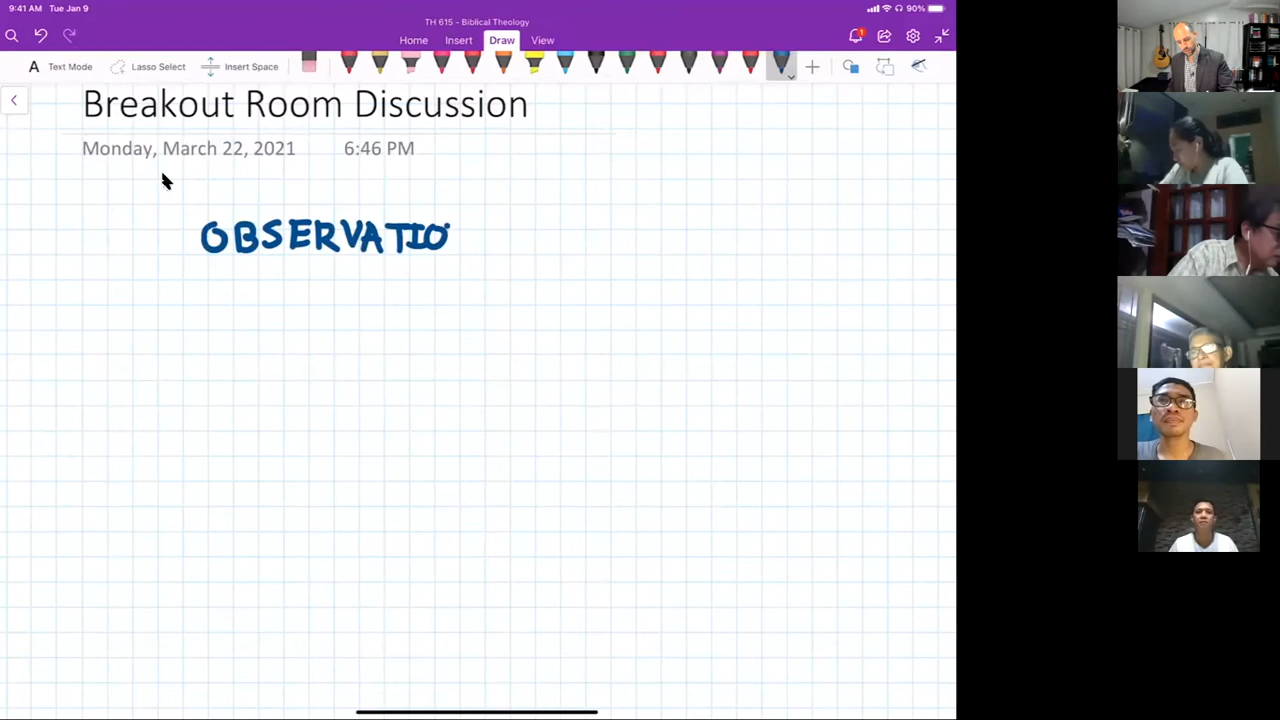 9:41 AM Tue Jan 9
90%
TH 615 - Biblical Theology
Home Insert Draw View
1
A Text Mode Lasso Select Insert Space
Breakout Room Discussion
Monday, March 22, 2021 6:46 PM
OBSERVATIO